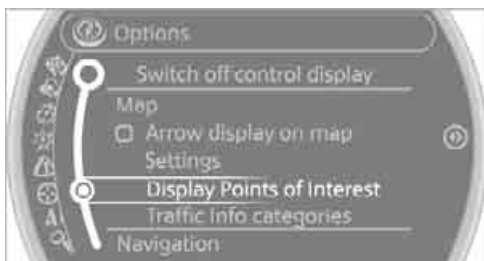 Options
Switch off control display
Map
Arrow display on map
Settings
Display Points of Interest
Traffic Info categories
Navigation